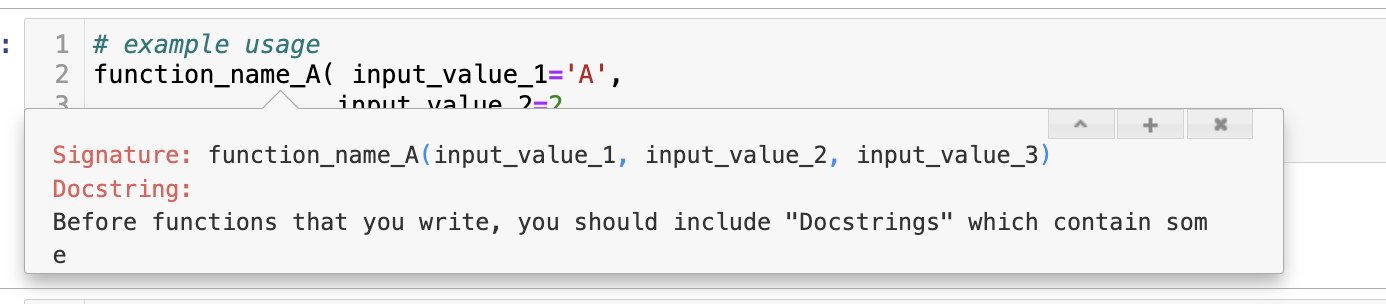 :
1 # example usage
2 function_name_A( input_value_1='A',
3 input_value_2=2
Signature: function_name_A(input_value_1, input_value_2, input_value_3)
Docstring:
Before functions that you write, you should include "Docstrings" which contain som
e